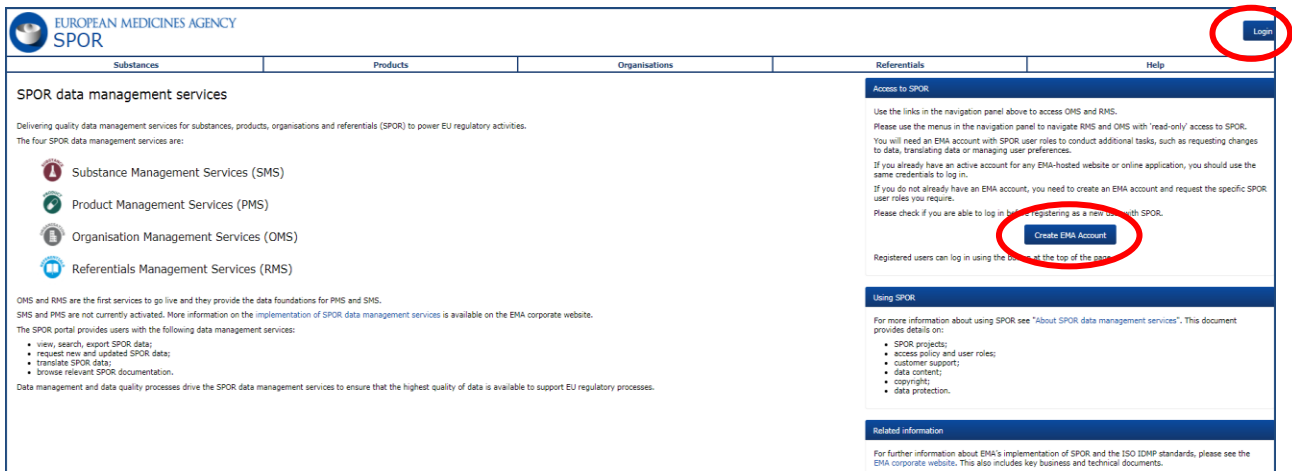 EUROPEAN MEDICINES AGENCY
SPOR
Login
Substances
Products
Organisations
Referentials
Help
SPOR data management services
Delivering quality data management services for substances, products, organisations and referentials (SPOR) to power EU regulatory activities.
The four SPOR data management services are:
Substance Management Services (SMS)
Product Management Services (PMS)
Organisation Management Services (OMS)
Referentials Management Services (RMS)
OMS and RMS are the first services to go live and they provide the data foundations for PMS and SMS.
SMS and PMS are not currently activated. More information on the implementation of SPOR data management services is available on the EMA corporate website.
The SPOR portal provides users with the following data management services:
• view, search, export SPOR data;
• request new and updated SPOR data;
• translate SPOR data;
• browse relevant SPOR documentation.
Data management and data quality processes drive the SPOR data management services to ensure that the highest quality of data is available to support EU regulatory processes.
Access to SPOR
Use the links in the navigation panel above to access OMS and RMS.
Please use the menus in the navigation panel to navigate RMS and OMS with 'read-only' access to SPOR.
You will need an EMA account with SPOR user roles to conduct additional tasks, such as requesting changes
to data, translating data or managing user preferences.
If you already have an active account for any EMA-hosted website or online application, you should use the
same credentials to log in.
If you do not already have an EMA account, you need to create an EMA account and request the specific SPOR
user roles you require.
Please check if you are able to log in before registering as a new user with SPOR.
Create EMA Account
Registered users can log in using the button at the top of the page
Using SPOR
For more information about using SPOR see "About SPOR data management services". This document
provides details on:
• SPOR projects;
• access policy and user roles;
• customer support;
• data content;
• copyright;
• data protection.
Related information
For further information about EMA's implementation of SPOR and the ISO IDMP standards, please see the
EMA corporate website. This also includes key business and technical documents.